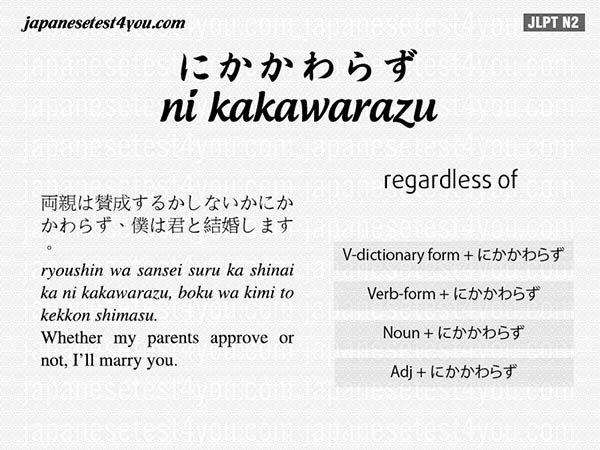 japanesetest4you.com
JLPT N2
にかかわらず
ni kakawarazu
両親は賛成するかしないかにか
かわらず、僕は君と結婚します
。
ryoushin wa sansei suru ka shinai
ka ni kakawarazu, boku wa kimi to
kekkon shimasu.
Whether my parents approve or
not, I'll marry you.
regardless of
V-dictionary form + にかかわらず
Verb-form + にかかわらず
Noun + にかかわらず
Adj + にかかわらず